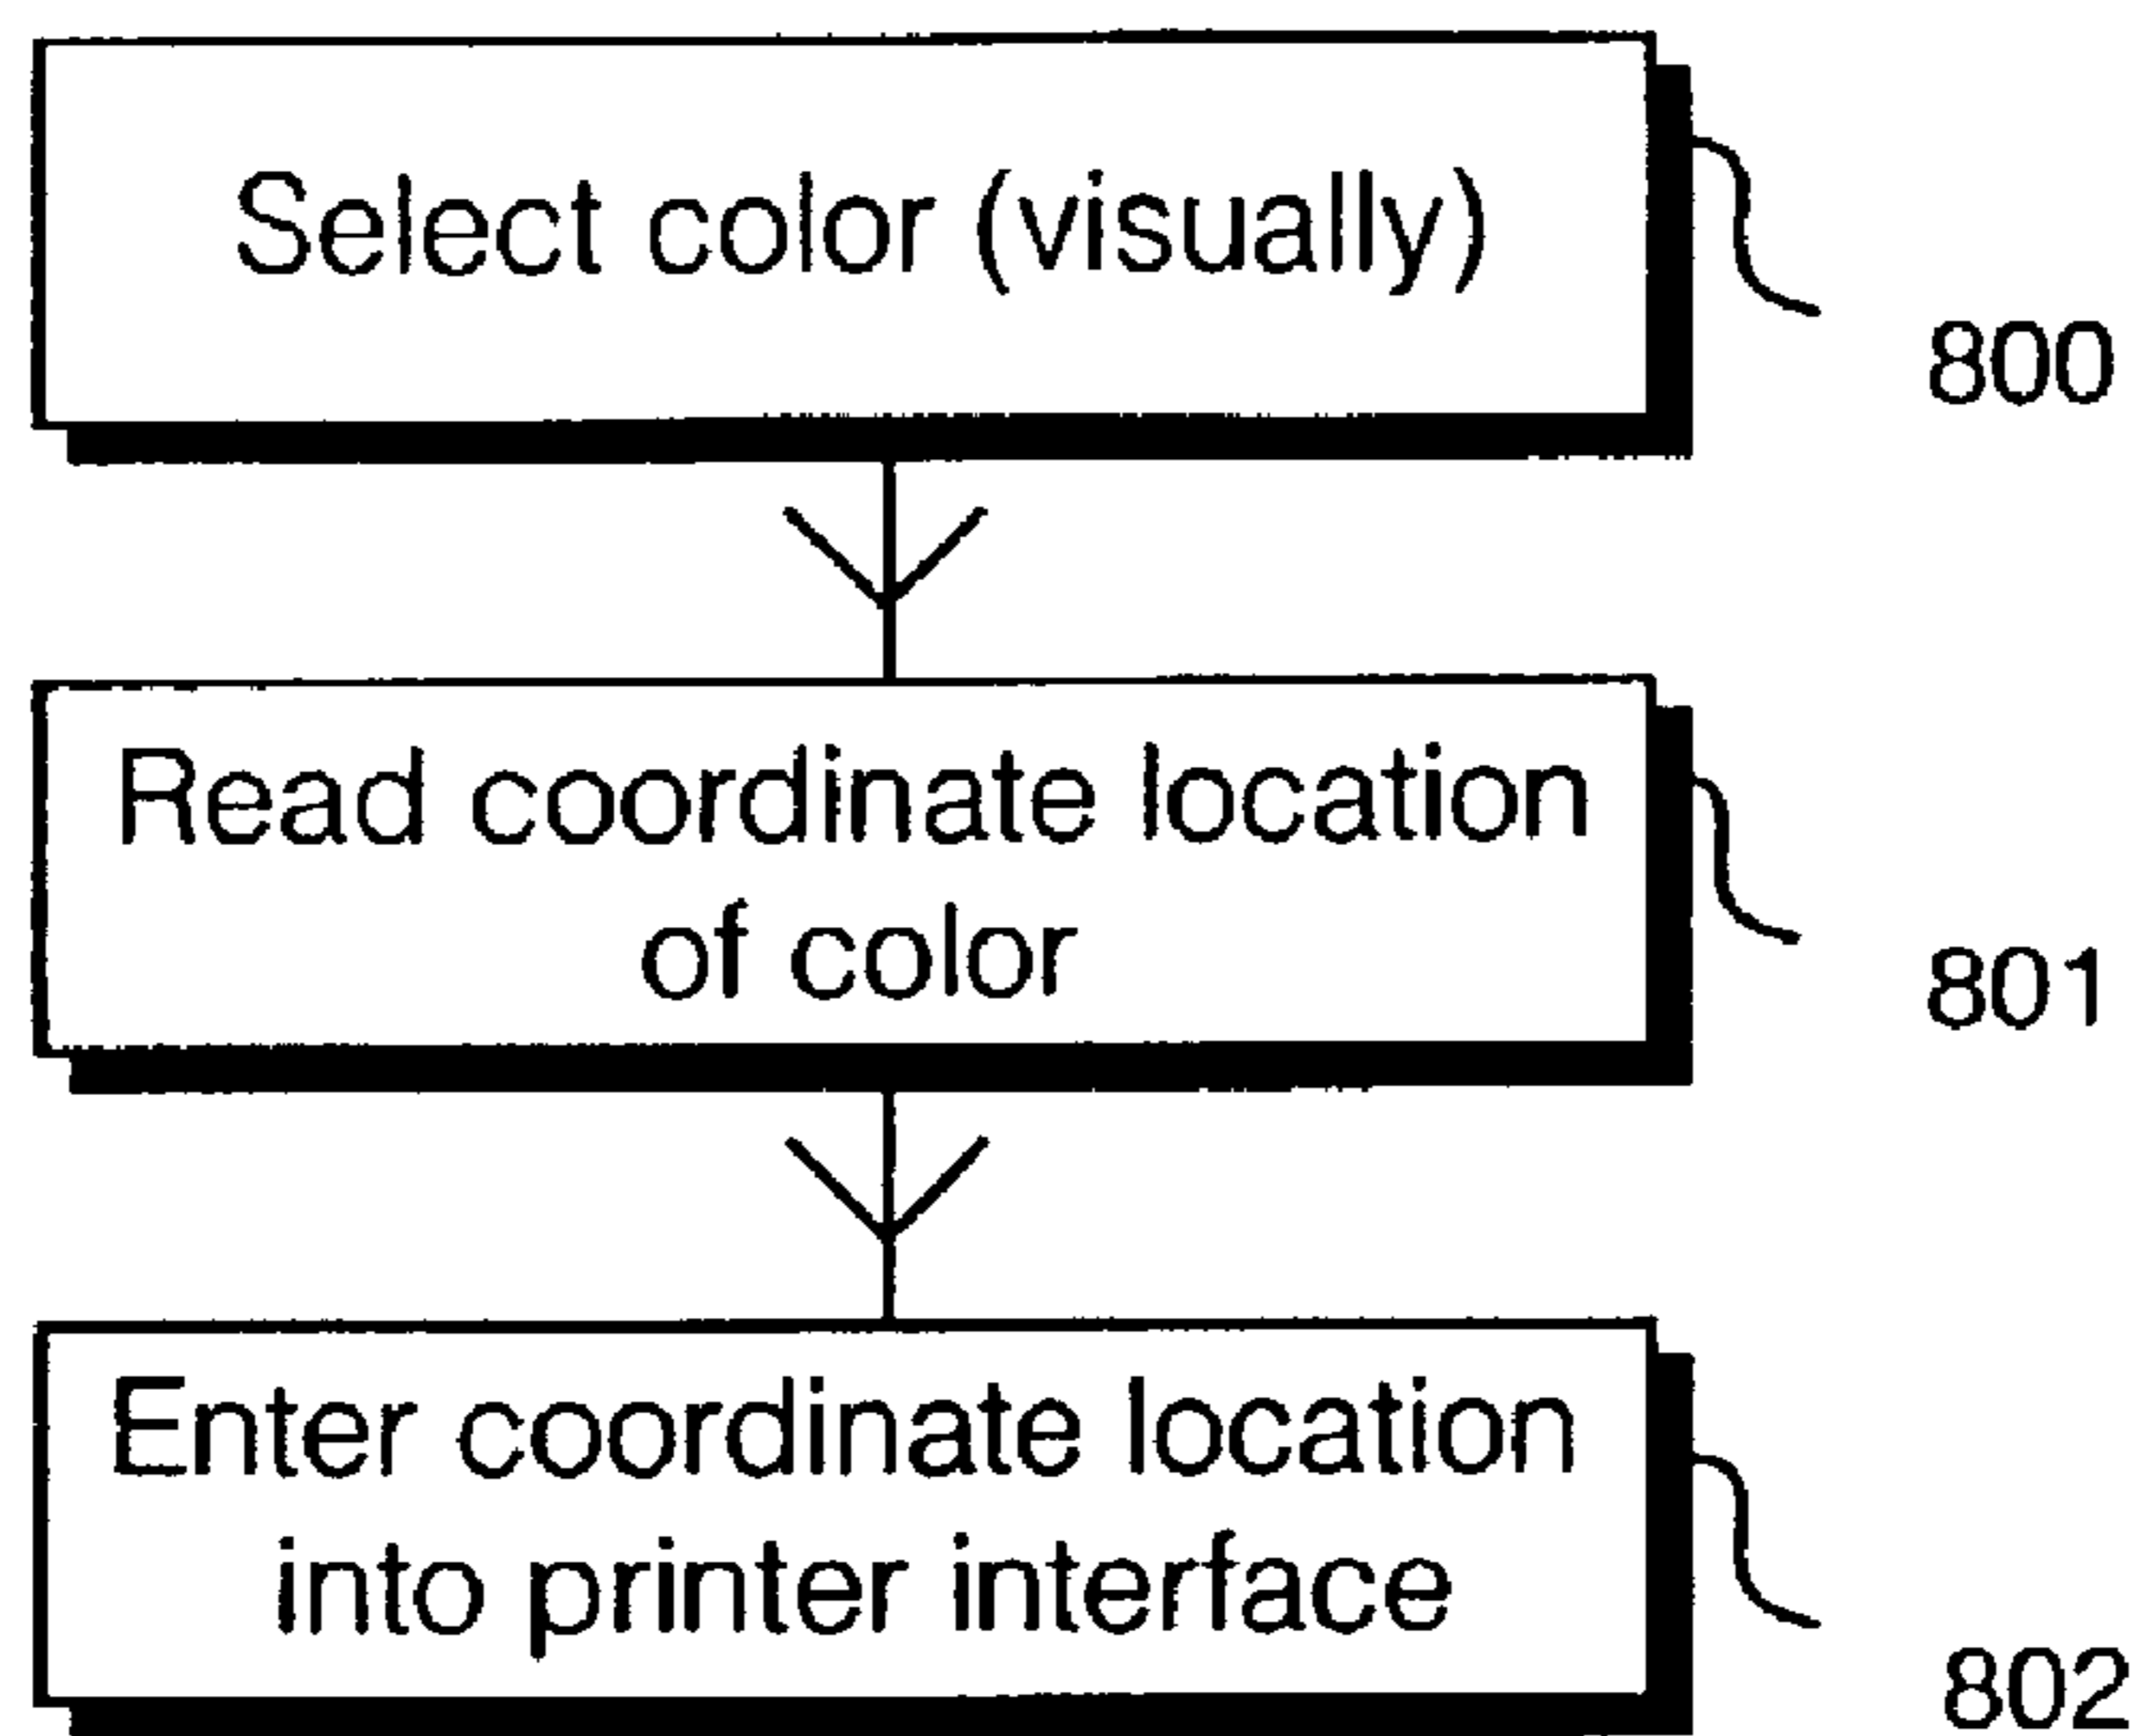 Select color (visually)
800
Read coordinate location
of color
801
Enter coordinate location
into printer interface
802